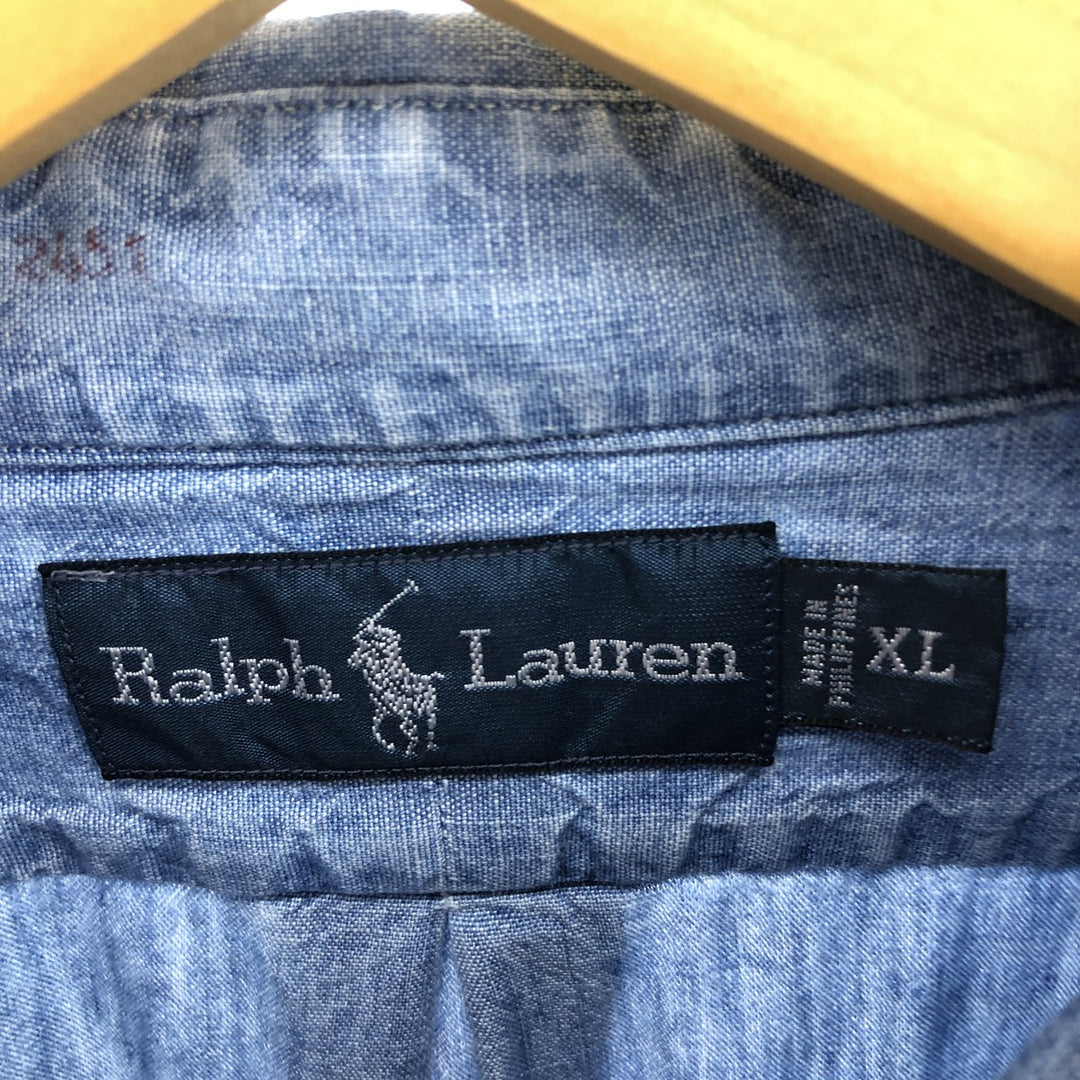 2651
Ralph Lauren
MADE IN
PHILIPPINES
XL